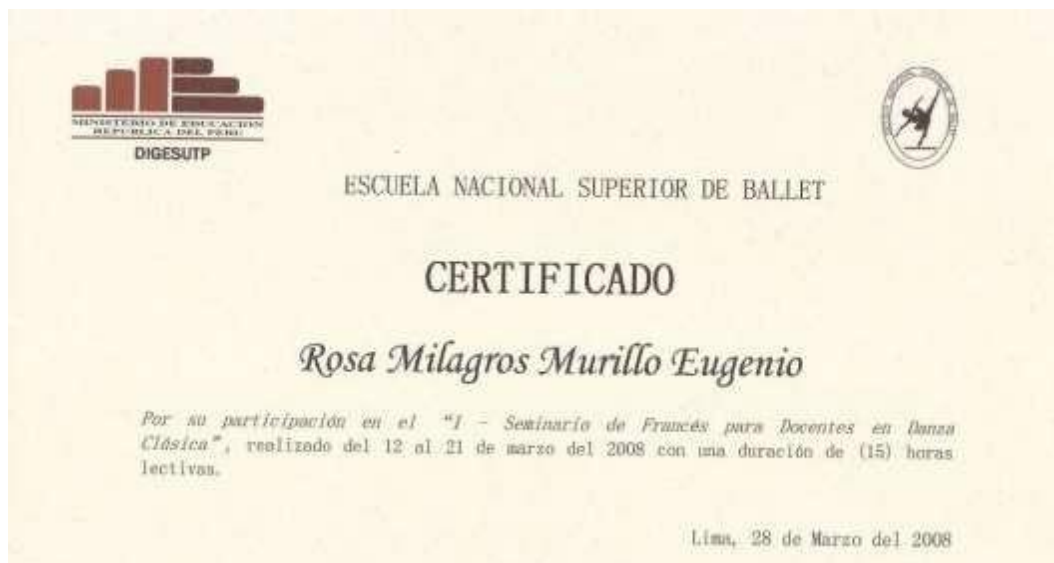 MINISTERIO DE EDUCACION
REPUBLICA DEL PERU
DIGESUTP
ESCUELA NACIONAL SUPERIOR DE BALLET
CERTIFICADO
Rosa Milagros Murillo Eugenio
Por su participación en el “I - Seminario de Francés para Docentes en Danza
Clásica”, realizado del 12 al 21 de marzo del 2008 con una duración de (15) horas
lectivas.
Lima, 28 de Marzo del 2008